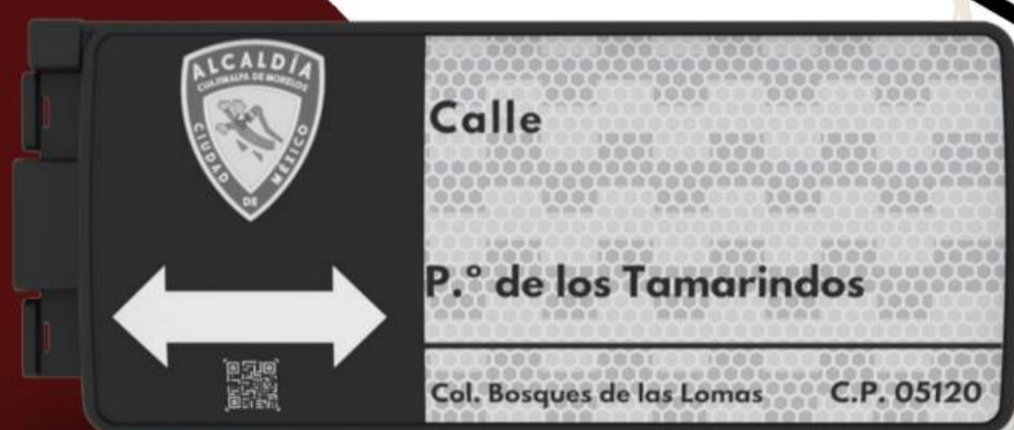 ALCALDÍA
CUAJIMALPA DE MORELOS
CIUDAD DE MÉXICO
Calle
P.º de los Tamarindos
Col. Bosques de las Lomas C.P. 05120